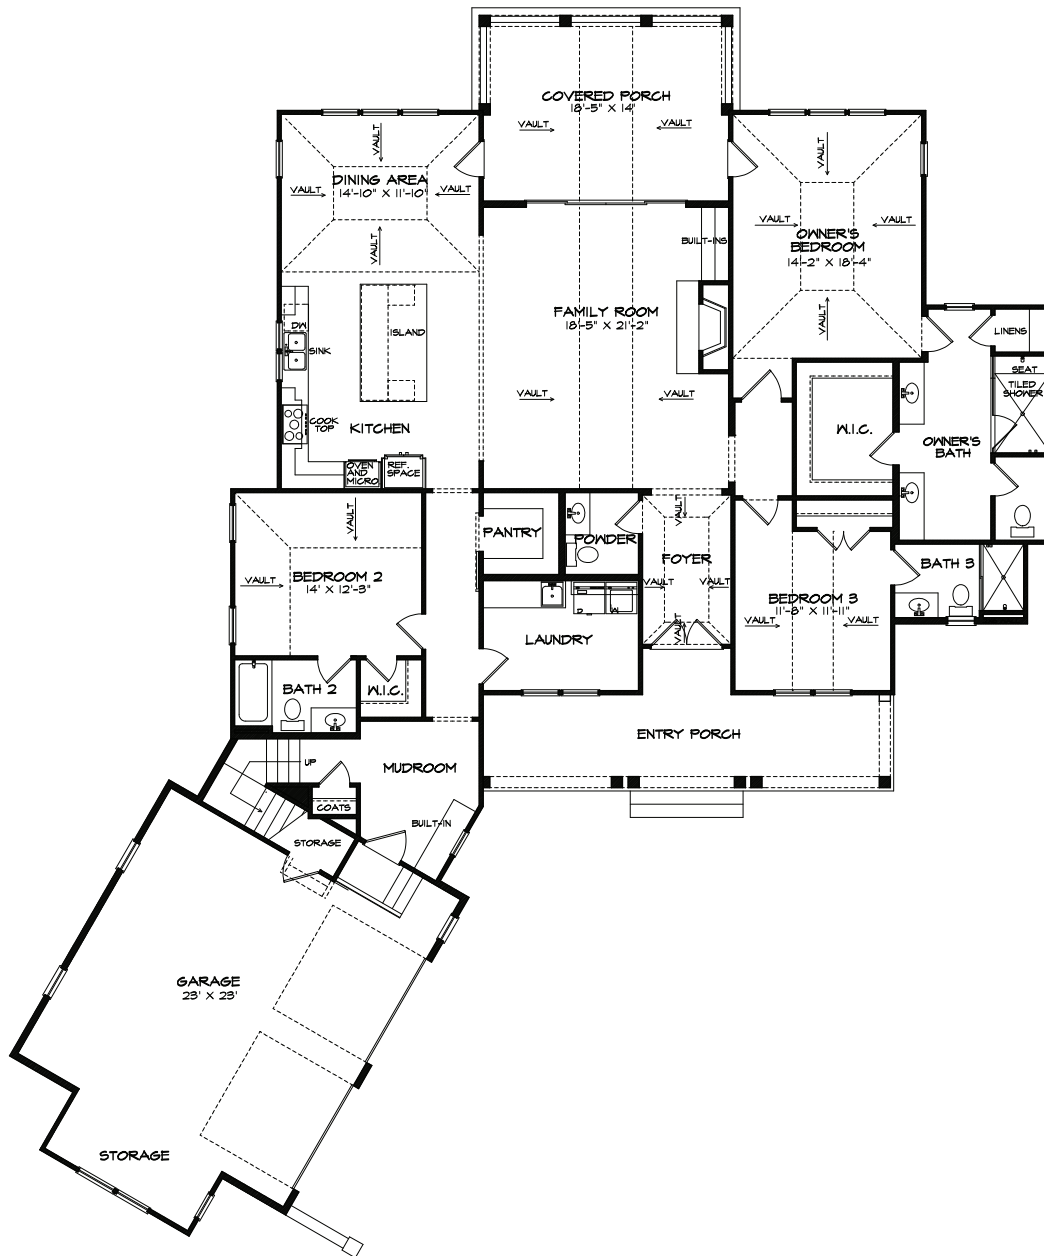 COVERED PORCH
18'-5" X 14'
VAULT
VAULT
VAULT
DINING AREA
14'-10" X 11'-10"
VAULT
VAULT
VAULT
VAULT
VAULT
VAULT
OWNER'S
BEDROOM
14'-2" X 18'-4"
VAULT
BUILT-INS
FAMILY ROOM
18'-5" X 21'-2"
VAULT
VAULT
DW
SINK
ISLAND
COOK
TOP
KITCHEN
OVEN
AND
MICRO
REF.
SPACE
LINENS
SEAT
TILED
SHOWER
W.I.C.
OWNER'S
BATH
VAULT
BEDROOM 2
14' X 12'-3"
VAULT
PANTRY
POWDER
VAULT
FOYER
VAULT
VAULT
VAULT
BATH 3
BEDROOM 3
11'-8" X 11'-11"
VAULT
VAULT
D
W
LAUNDRY
BATH 2
W.I.C.
ENTRY PORCH
UP
MUDROOM
COATS
BUILT-IN
STORAGE
GARAGE
23' X 23'
STORAGE